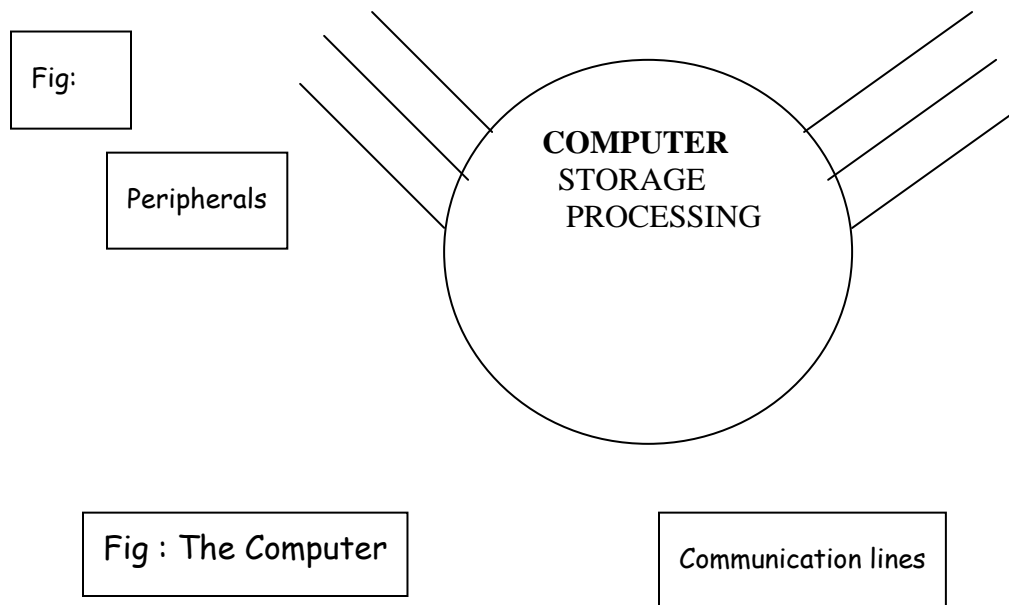 Fig:
COMPUTER
STORAGE
PROCESSING
Peripherals
Fig : The Computer
Communication lines